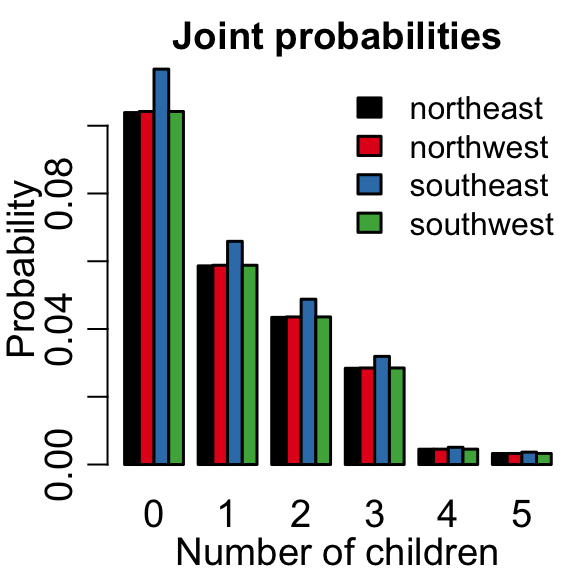 Joint probabilities
northeast
northwest
southeast
southwest
Probability
0.08
0.04
0.00
0 1 2 3 4 5
Number of children